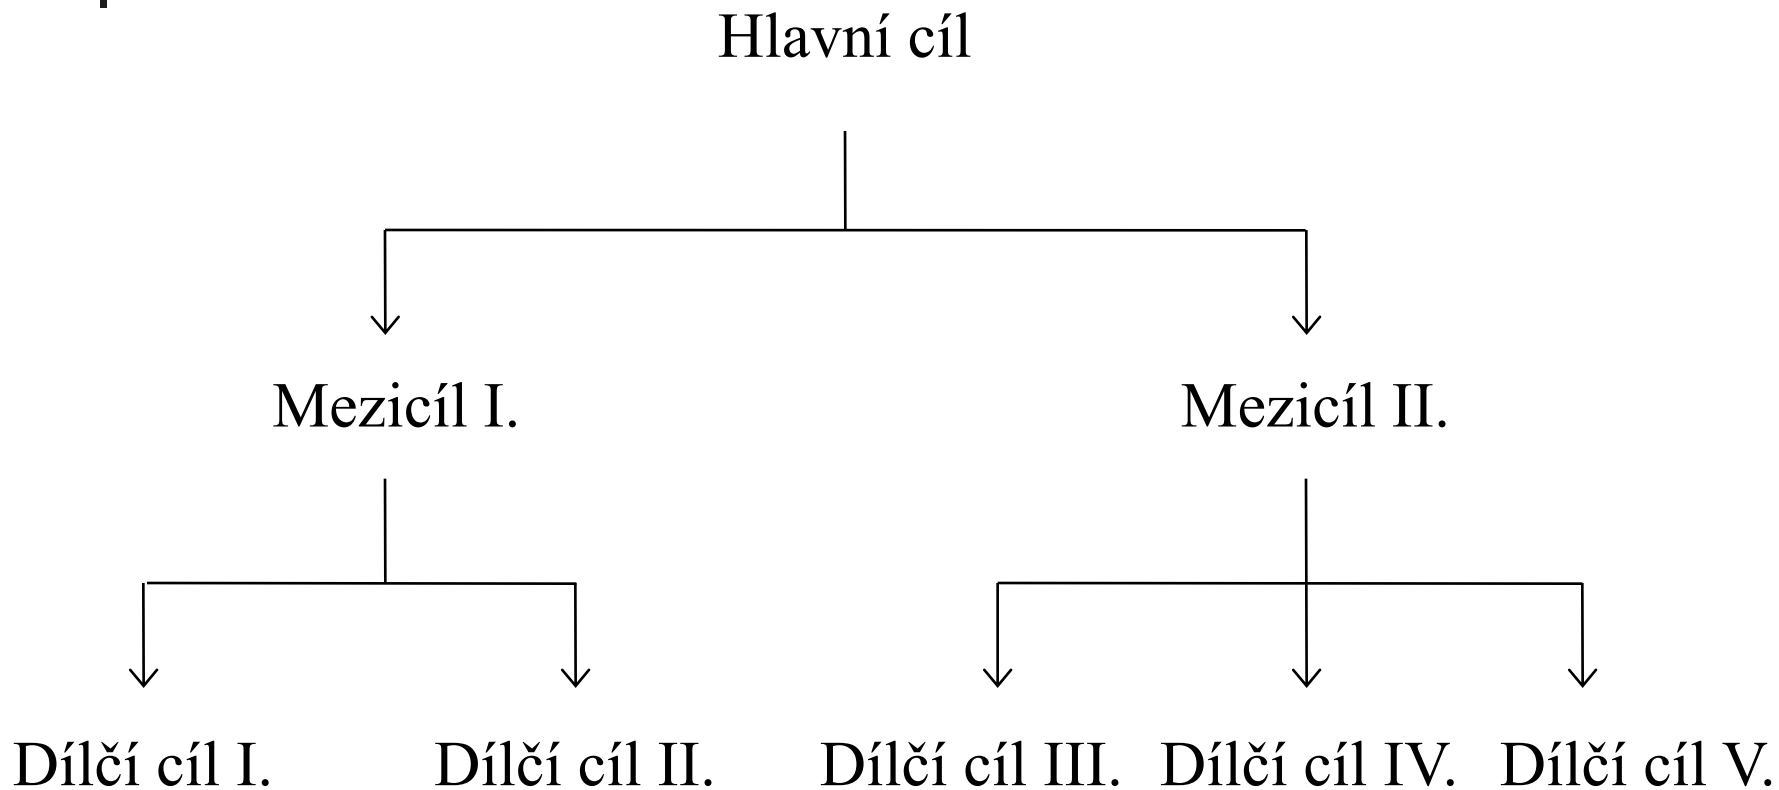 Hlavní cíl
Mezicíl I. Mezicíl II.
Dílčí cíl I. Dílčí cíl II. Dílčí cíl III. Dílčí cíl IV. Dílčí cíl V.